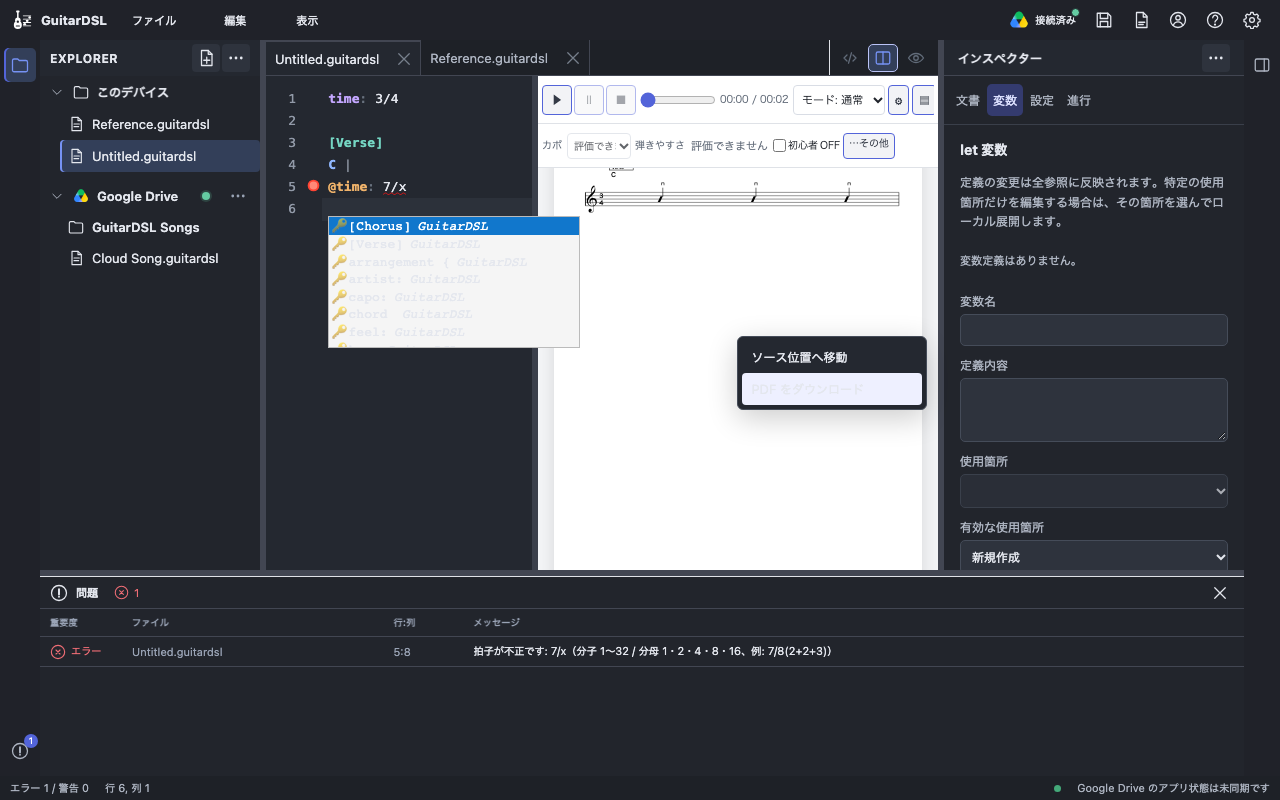 GuitarDSL ファイル 編集 表示 接続済み
EXPLORER
このデバイス
Reference.guitardsl
Untitled.guitardsl
Google Drive
GuitarDSL Songs
Cloud Song.guitardsl
Untitled.guitardsl Reference.guitardsl
1 time: 3/4
2
3 [Verse]
4 C |
5 @time: 7/x
6
[Chorus] GuitarDSL
[Verse] GuitarDSL
arrangement { GuitarDSL
artist: GuitarDSL
capo: GuitarDSL
chord GuitarDSL
feel: GuitarDSL
00:00 / 00:02 モード: 通常
カポ 評価でき: 弾きやすさ 評価できません 初心者 OFF …その他
C
3
4
ソース位置へ移動
PDF をダウンロード
インスペクター
文書 変数 設定 進行
let 変数
定義の変更は全参照に反映されます。特定の使用
箇所だけを編集する場合は、その箇所を選んでロ
ーカル展開します。
変数定義はありません。
変数名
定義内容
使用箇所
有効な使用箇所
新規作成
問題 1
重要度 ファイル 行:列 メッセージ
エラー Untitled.guitardsl 5:8 拍子が不正です: 7/x（分子 1〜32 / 分母 1・2・4・8・16、例: 7/8(2+2+3)）
1
エラー 1 / 警告 0 行 6, 列 1 Google Drive のアプリ状態は未同期です